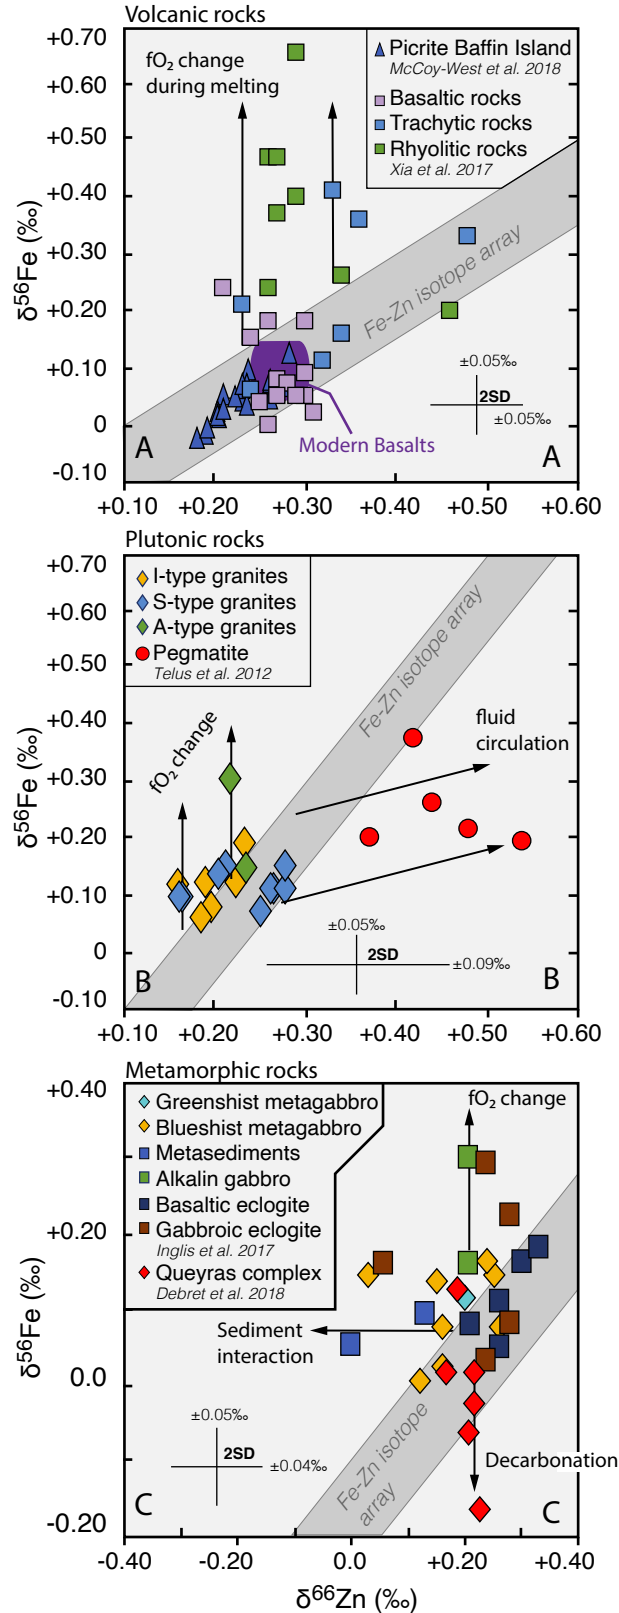 Volcanic rocks
+0.70
+0.60
+0.50
+0.40
+0.30
+0.20
+0.10
0
-0.10
δ56Fe (‰)
fO₂ change
during melting
Picrite Baffin Island
McCoy-West et al. 2018
Basaltic rocks
Trachytic rocks
Rhyolitic rocks
Xia et al. 2017
Fe-Zn isotope array
±0.05‰
2SD
±0.05‰
Modern Basalts
A
A
+0.10
+0.20
+0.30
+0.40
+0.50
+0.60
Plutonic rocks
+0.70
+0.60
+0.50
+0.40
+0.30
+0.20
+0.10
0
-0.10
δ56Fe (‰)
I-type granites
S-type granites
A-type granites
Pegmatite
Telus et al. 2012
Fe-Zn isotope array
fO₂ change
fluid
circulation
±0.05‰
2SD
±0.09‰
B
B
+0.10
+0.20
+0.30
+0.40
+0.50
+0.60
Metamorphic rocks
+0.40
+0.20
0.0
-0.20
δ56Fe (‰)
Greenshist metagabbro
Blueshist metagabbro
Metasediments
Alkalin gabbro
Basaltic eclogite
Gabbroic eclogite
Inglis et al. 2017
Queyras complex
Debret et al. 2018
fO₂ change
Sediment
interaction
±0.05‰
2SD
±0.04‰
Fe-Zn isotope
array
Decarbonation
C
C
-0.40
-0.20
0.0
+0.20
+0.40
δ66Zn (‰)